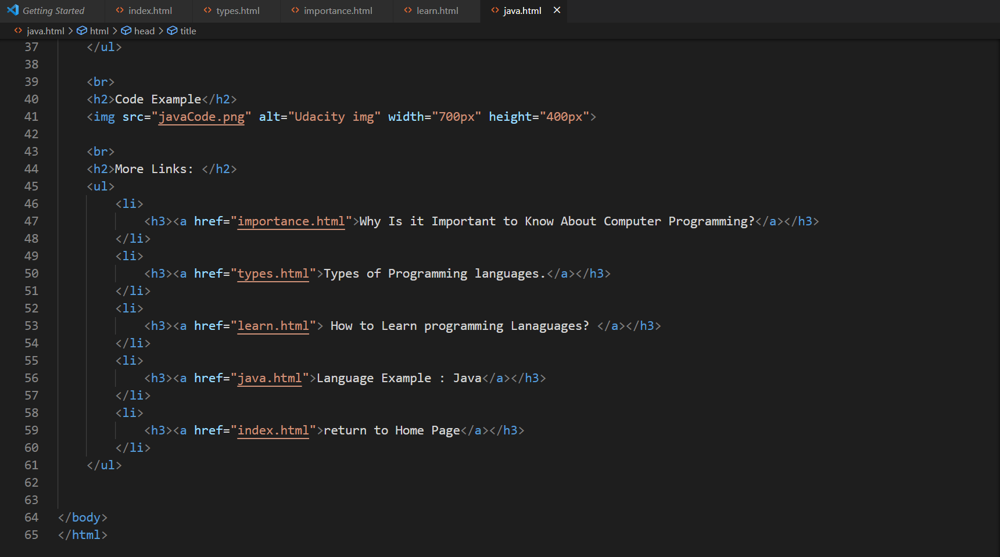 Getting Started index.html types.html importance.html learn.html java.html
java.html > html > head > title
37 </ul>
38
39 <br>
40 <h2>Code Example</h2>
41 <img src="javaCode.png" alt="Udacity img" width="700px" height="400px">
42
43 <br>
44 <h2>More Links: </h2>
45 <ul>
46 <li>
47 <h3><a href="importance.html">Why Is it Important to Know About Computer Programming?</a></h3>
48 </li>
49 <li>
50 <h3><a href="types.html">Types of Programming languages.</a></h3>
51 </li>
52 <li>
53 <h3><a href="learn.html"> How to Learn programming Lanaguages? </a></h3>
54 </li>
55 <li>
56 <h3><a href="java.html">Language Example : Java</a></h3>
57 </li>
58 <li>
59 <h3><a href="index.html">return to Home Page</a></h3>
60 </li>
61 </ul>
62
63
64 </body>
65 </html>